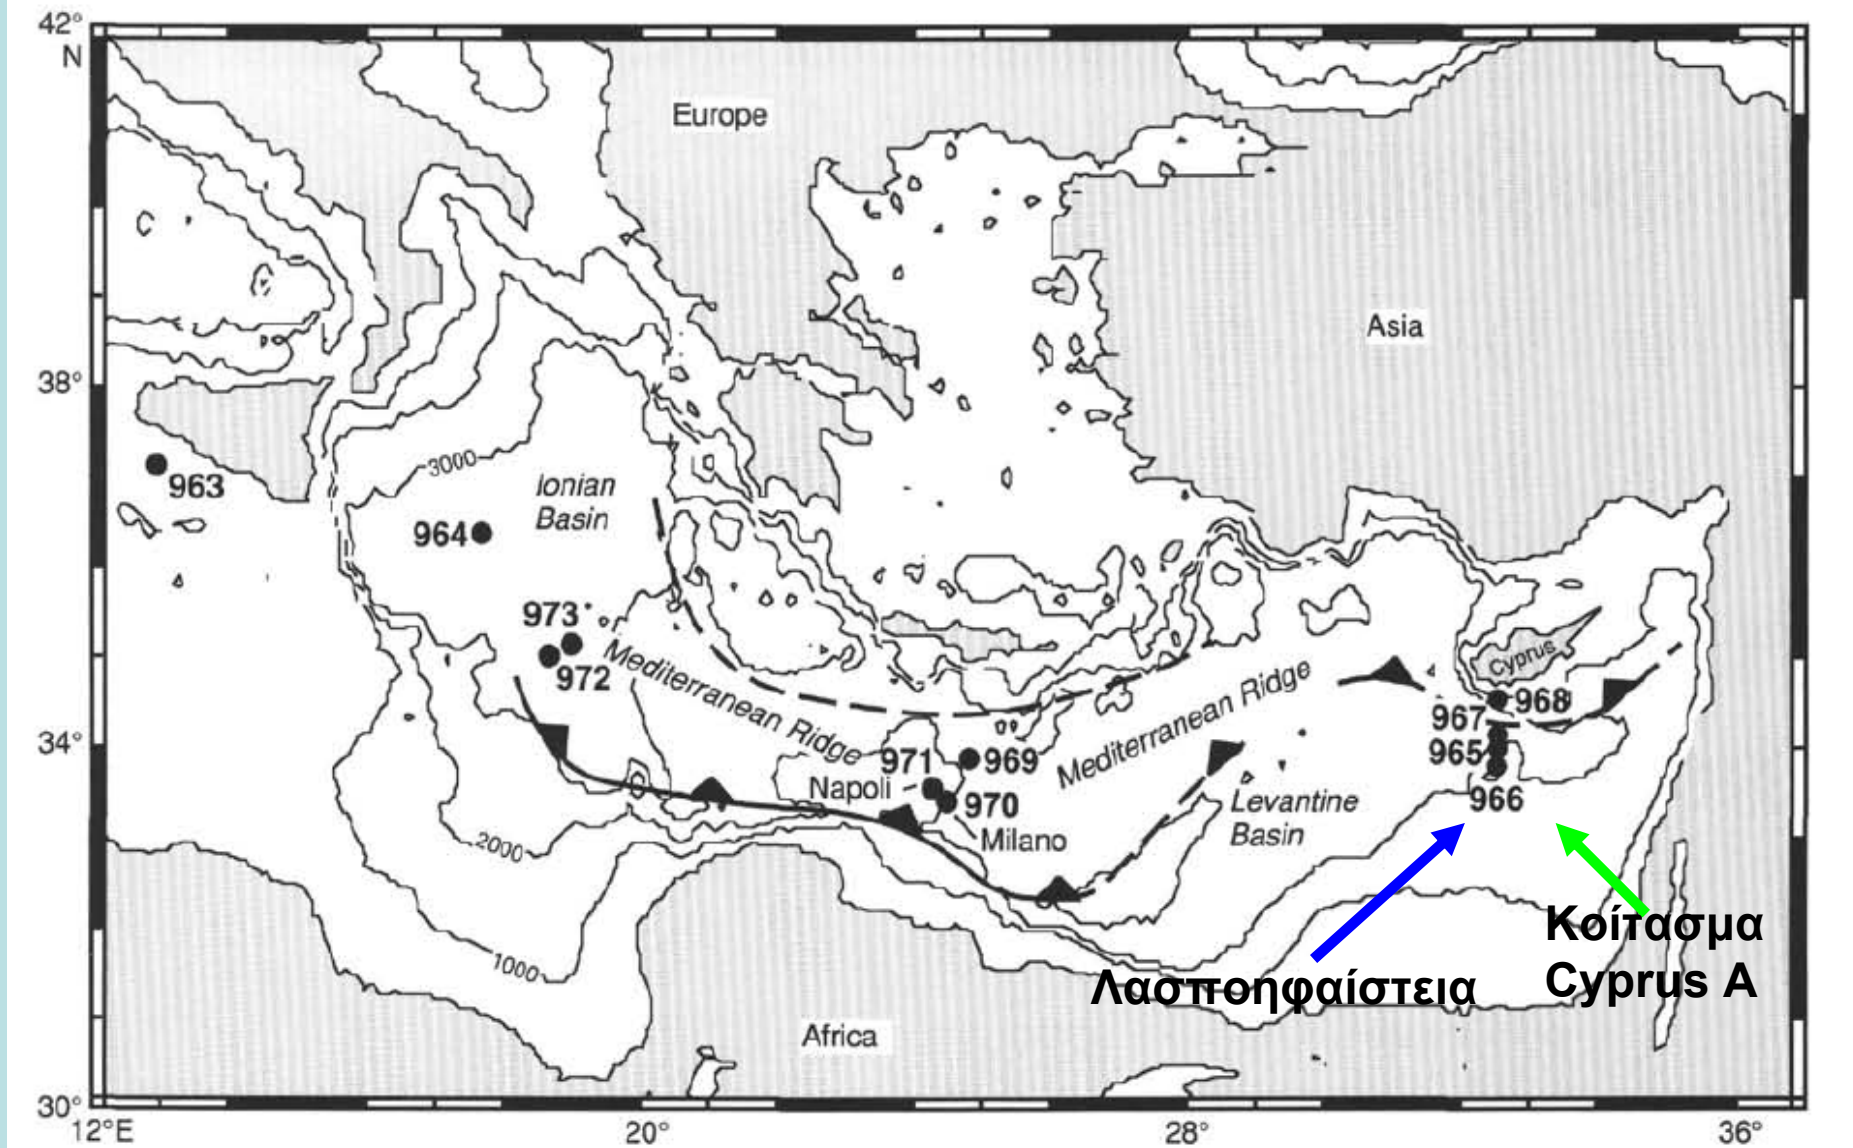 42°
N
Europe
Asia
38°
3000
963
Ionian
Basin
964
973
972
Mediterranean Ridge
Mediterranean Ridge
Cyprus
968
967
34°
971
969
965
Napoli
970
966
Levantine
Basin
Milano
2000
Κοίτασμα
Cyprus A
1000
Λασποηφαίστεια
Africa
30°
12°E
20°
28°
36°